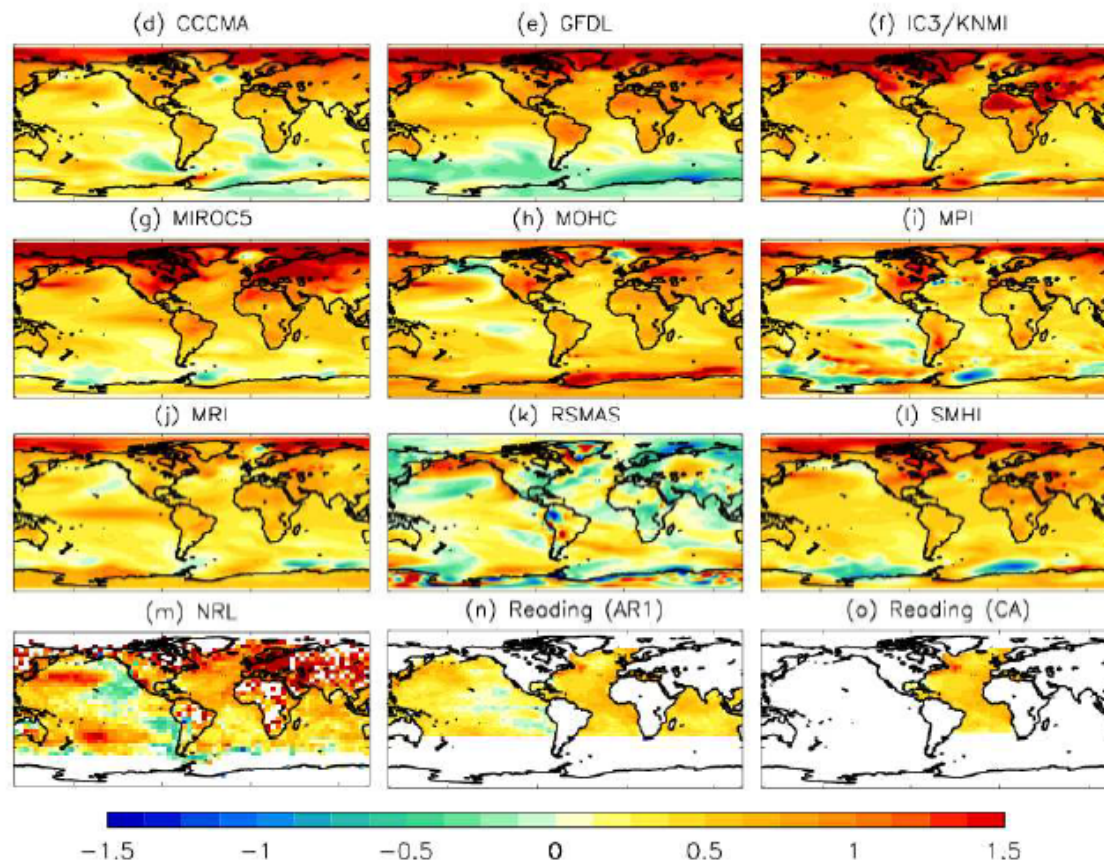 (d) CCCMA (e) GFDL (f) IC3/KNMI
(g) MIROC5 (h) MOHC (i) MPI
(j) MRI (k) RSMAS (l) SMHI
(m) NRL (n) Reading (AR1) (o) Reading (CA)
−1.5 −1 −0.5 0 0.5 1 1.5